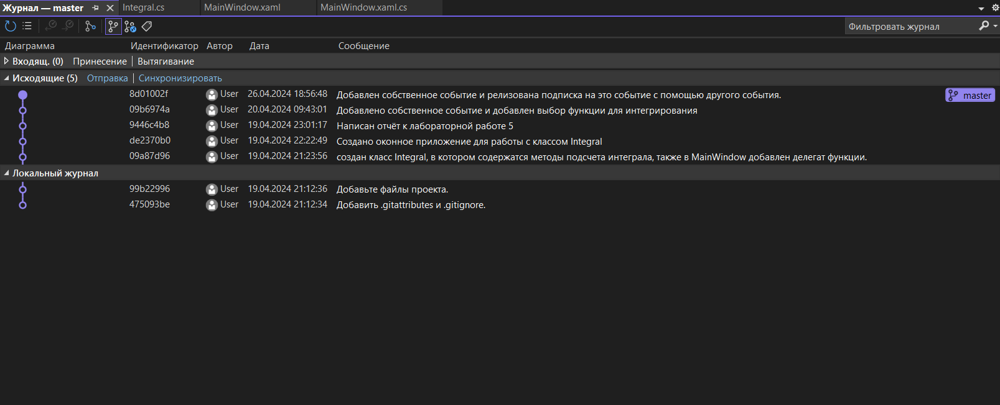 Журнал — master Integral.cs MainWindow.xaml MainWindow.xaml.cs
Фильтровать журнал
Диаграмма Идентификатор Автор Дата Сообщение
Входящ. (0) Принесение | Вытягивание
Исходящие (5) Отправка | Синхронизировать
8d01002f User 26.04.2024 18:56:48 Добавлен собственное событие и релизована подписка на это событие с помощью другого события. master
09b6974a User 20.04.2024 09:43:01 Добавлено собственное событие и добавлен выбор функции для интегрирования
9446c4b8 User 19.04.2024 23:01:17 Написан отчёт к лабораторной работе 5
de2370b0 User 19.04.2024 22:22:49 Создано оконное приложение для работы с классом Integral
09a87d96 User 19.04.2024 21:23:56 создан класс Integral, в котором содержатся методы подсчета интеграла, также в MainWindow добавлен делегат функции.
Локальный журнал
99b22996 User 19.04.2024 21:12:36 Добавьте файлы проекта.
475093be User 19.04.2024 21:12:34 Добавить .gitattributes и .gitignore.